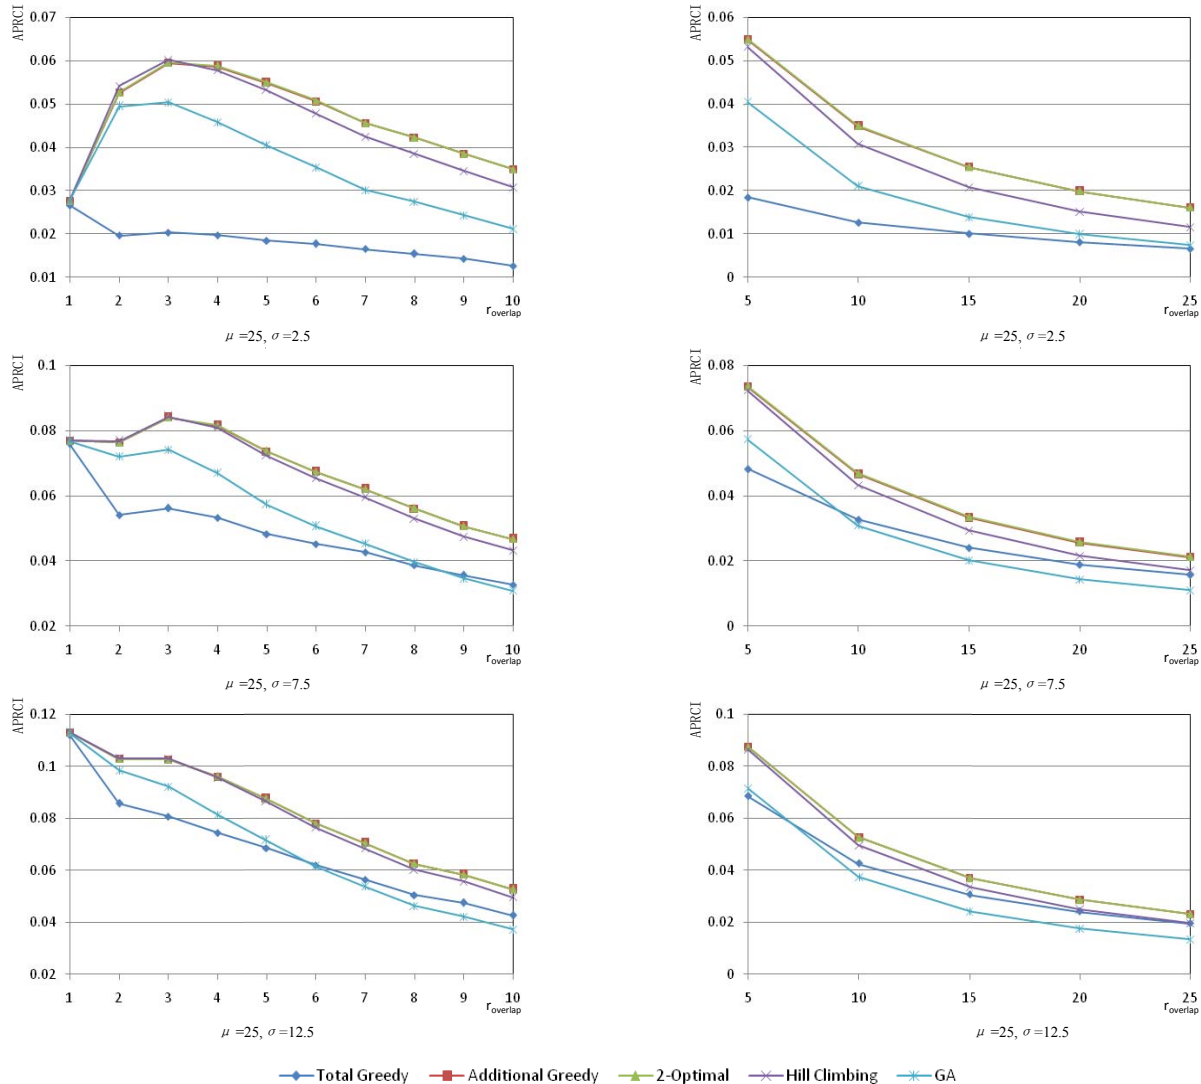 APRCI
0.07
0.06
0.05
0.04
0.03
0.02
0.01
1 2 3 4 5 6 7 8 9 10
r overlap
μ =25, σ=2.5
APRCI
0.06
0.05
0.04
0.03
0.02
0.01
0
5 10 15 20 25
r overlap
μ =25, σ=2.5
APRCI
0.1
0.08
0.06
0.04
0.02
1 2 3 4 5 6 7 8 9 10
r overlap
μ =25, σ=7.5
APRCI
0.08
0.06
0.04
0.02
0
5 10 15 20 25
r overlap
μ =25, σ=7.5
APRCI
0.12
0.1
0.08
0.06
0.04
0.02
1 2 3 4 5 6 7 8 9 10
r overlap
μ =25, σ=12.5
APRCI
0.1
0.08
0.06
0.04
0.02
0
5 10 15 20 25
r overlap
μ =25, σ=12.5
Total Greedy Additional Greedy 2-Optimal Hill Climbing GA